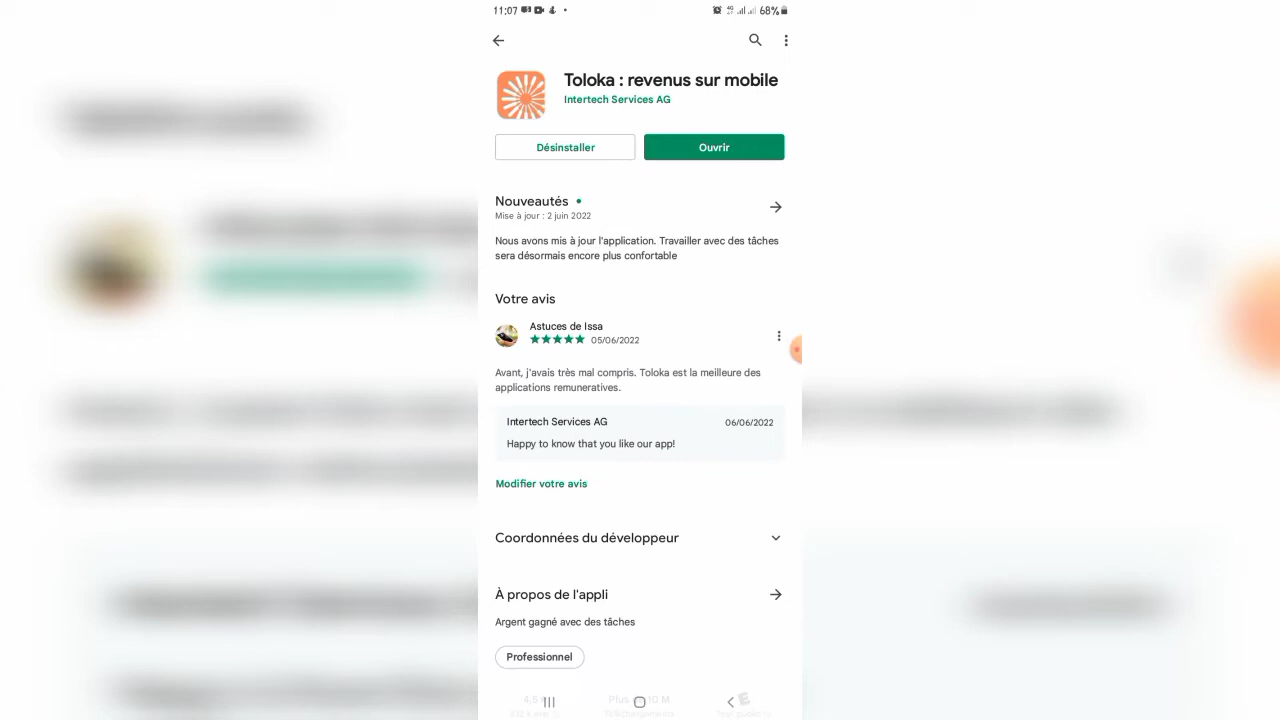 11:07
68%
Toloka : revenus sur mobile
Intertech Services AG
Désinstaller
Ouvrir
Nouveautés
Mise à jour : 2 juin 2022
Nous avons mis à jour l'application. Travailler avec des tâches
sera désormais encore plus confortable
Votre avis
Astuces de Issa
05/06/2022
Avant, j'avais très mal compris. Toloka est la meilleure des
applications remuneratives.
Intertech Services AG
06/06/2022
Happy to know that you like our app!
Modifier votre avis
Coordonnées du développeur
À propos de l'appli
Argent gagné avec des tâches
Professionnel